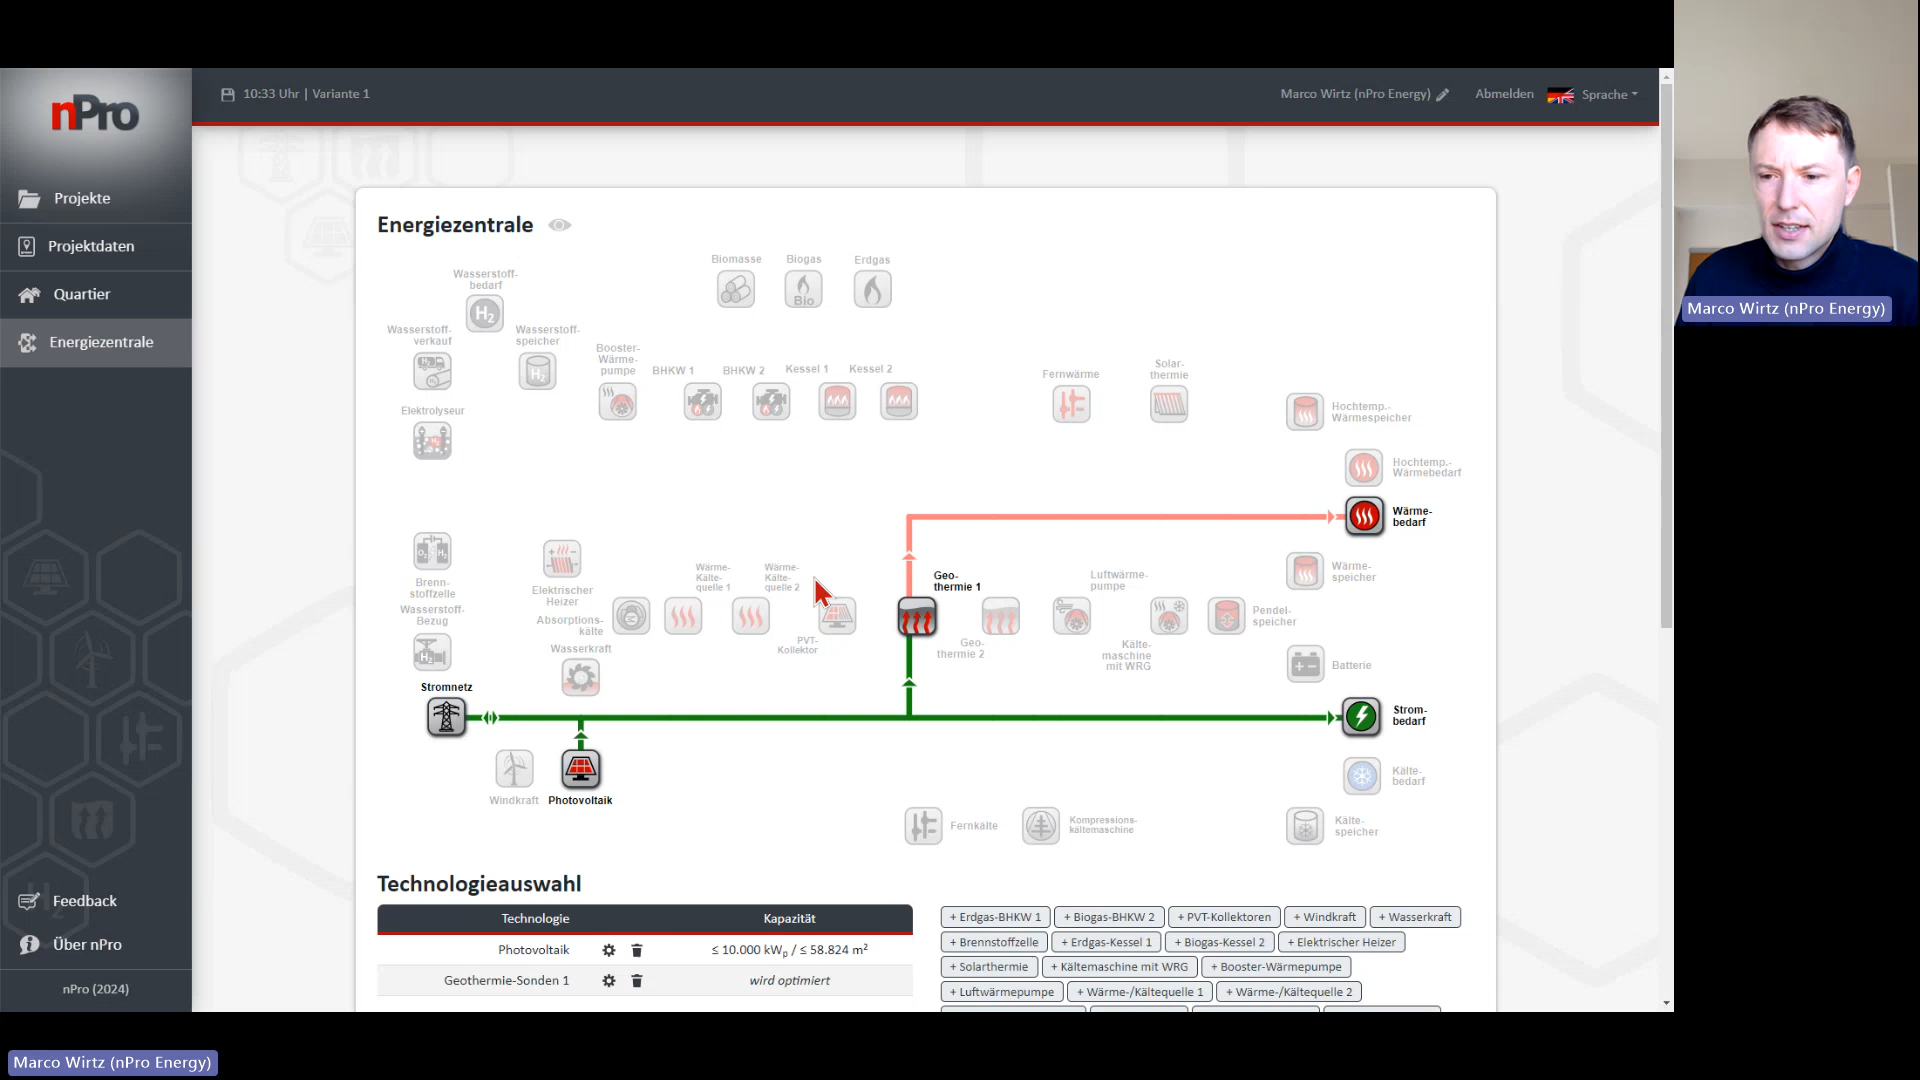 nPro
10:33 Uhr | Variante 1
Marco Wirtz (nPro Energy)
Abmelden
Sprache
Projekte
Projektdaten
Quartier
Energiezentrale
Feedback
Über nPro
nPro (2024)
Energiezentrale
Biomasse
Biogas
Erdgas
Bio
Wasserstoff-
bedarf
H2
Wasserstoff-
verkauf
Wasserstoff-
speicher
H2
Booster-
Wärme-
pumpe
BHKW 1
BHKW 2
Kessel 1
Kessel 2
Fernwärme
Solar-
thermie
Elektrolyseur
Hochtemp.-
Wärmespeicher
Hochtemp.-
Wärmebedarf
Wärme-
bedarf
Brenn-
stoffzelle
Elektrischer
Heizer
Wärme-
Kälte-
quelle 1
Wärme-
Kälte-
quelle 2
Geo-
thermie 1
Luftwärme-
pumpe
Wärme-
speicher
Wasserstoff-
Bezug
Absorptions-
kälte
PVT-
Kollektor
Geo-
thermie 2
Kälte-
maschine
mit WRG
Pendel-
speicher
Wasserkraft
Batterie
Stromnetz
Strom-
bedarf
Windkraft
Photovoltaik
Kälte-
bedarf
Fernkälte
Kompressions-
kältemaschine
Kälte-
speicher
Technologieauswahl
Technologie
Kapazität
Photovoltaik
≤ 10.000 kWp / ≤ 58.824 m²
Geothermie-Sonden 1
wird optimiert
+ Erdgas-BHKW 1
+ Biogas-BHKW 2
+ PVT-Kollektoren
+ Windkraft
+ Wasserkraft
+ Brennstoffzelle
+ Erdgas-Kessel 1
+ Biogas-Kessel 2
+ Elektrischer Heizer
+ Solarthermie
+ Kältemaschine mit WRG
+ Booster-Wärmepumpe
+ Luftwärmepumpe
+ Wärme-/Kältequelle 1
+ Wärme-/Kältequelle 2
Marco Wirtz (nPro Energy)
Marco Wirtz (nPro Energy)